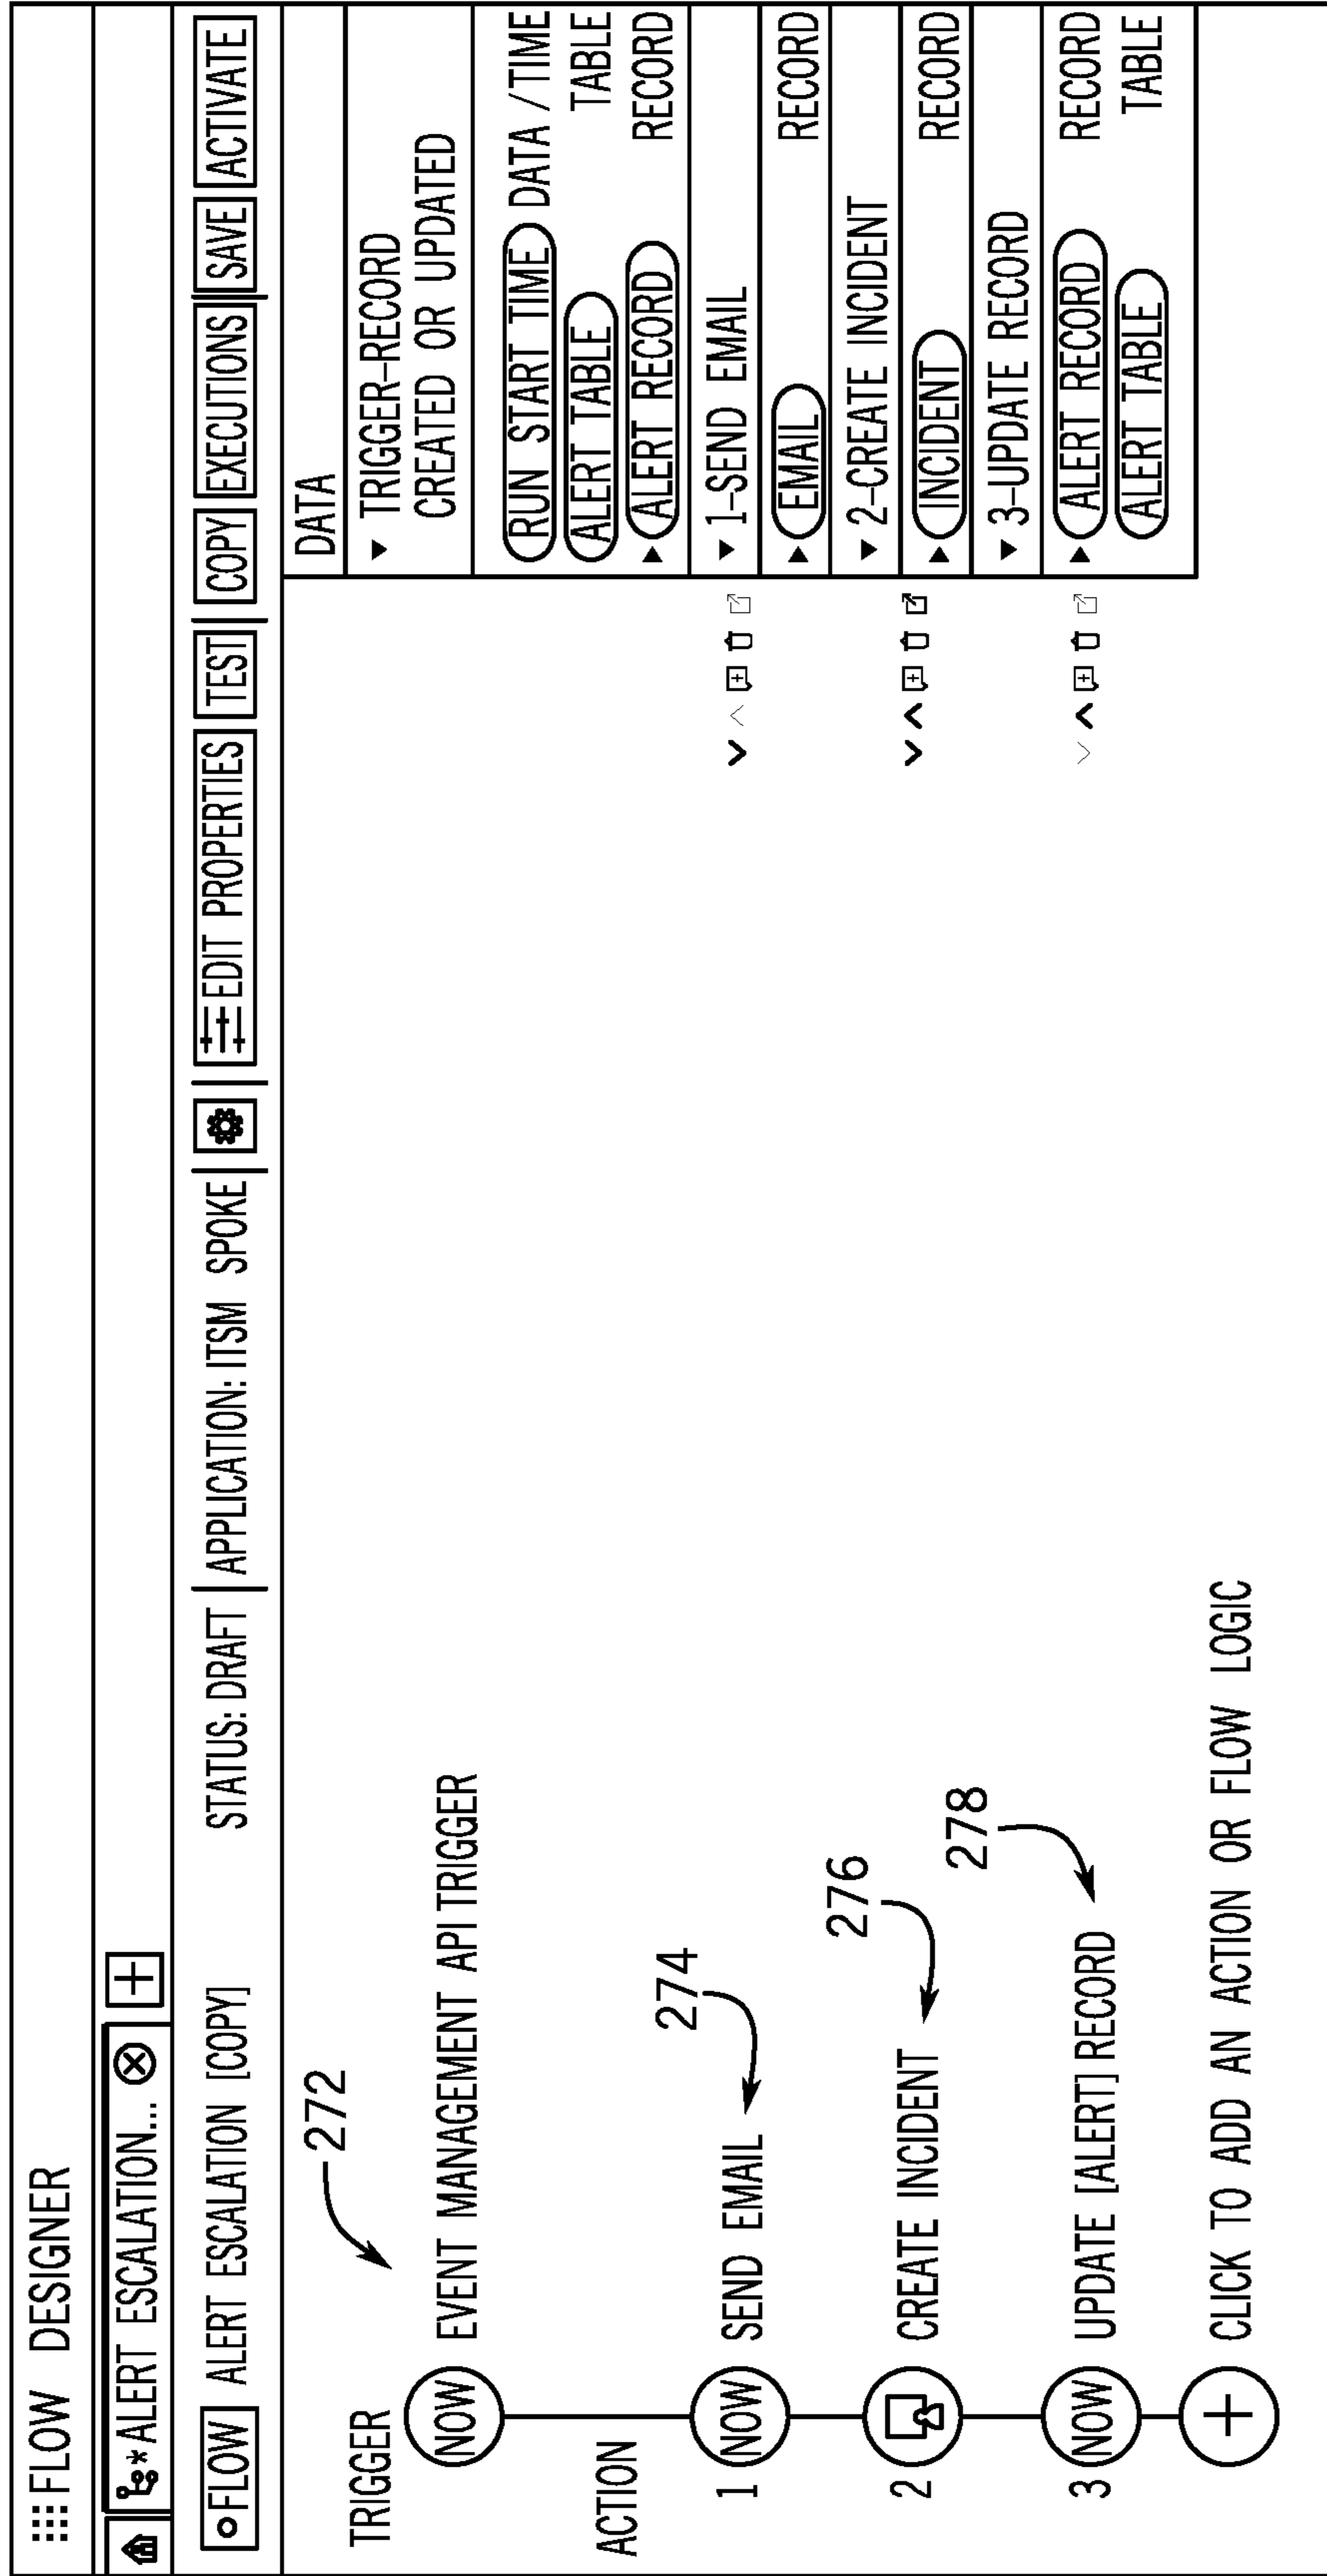 FLOW DESIGNER
*ALERT ESCALATION...
FLOW ALERT ESCALATION [COPY] STATUS: DRAFT APPLICATION: ITSM SPOKE EDIT PROPERTIES TEST COPY EXECUTIONS SAVE ACTIVATE
272
TRIGGER
NOW EVENT MANAGEMENT API TRIGGER
ACTION
274
1 NOW SEND EMAIL
276
2 CREATE INCIDENT
278
3 NOW UPDATE [ALERT] RECORD
+ CLICK TO ADD AN ACTION OR FLOW LOGIC
DATA
TRIGGER-RECORD
CREATED OR UPDATED
RUN START TIME DATA/TIME
ALERT TABLE TABLE
ALERT RECORD RECORD
1-SEND EMAIL
EMAIL RECORD
2-CREATE INCIDENT
INCIDENT RECORD
3-UPDATE RECORD
ALERT RECORD RECORD
ALERT TABLE TABLE